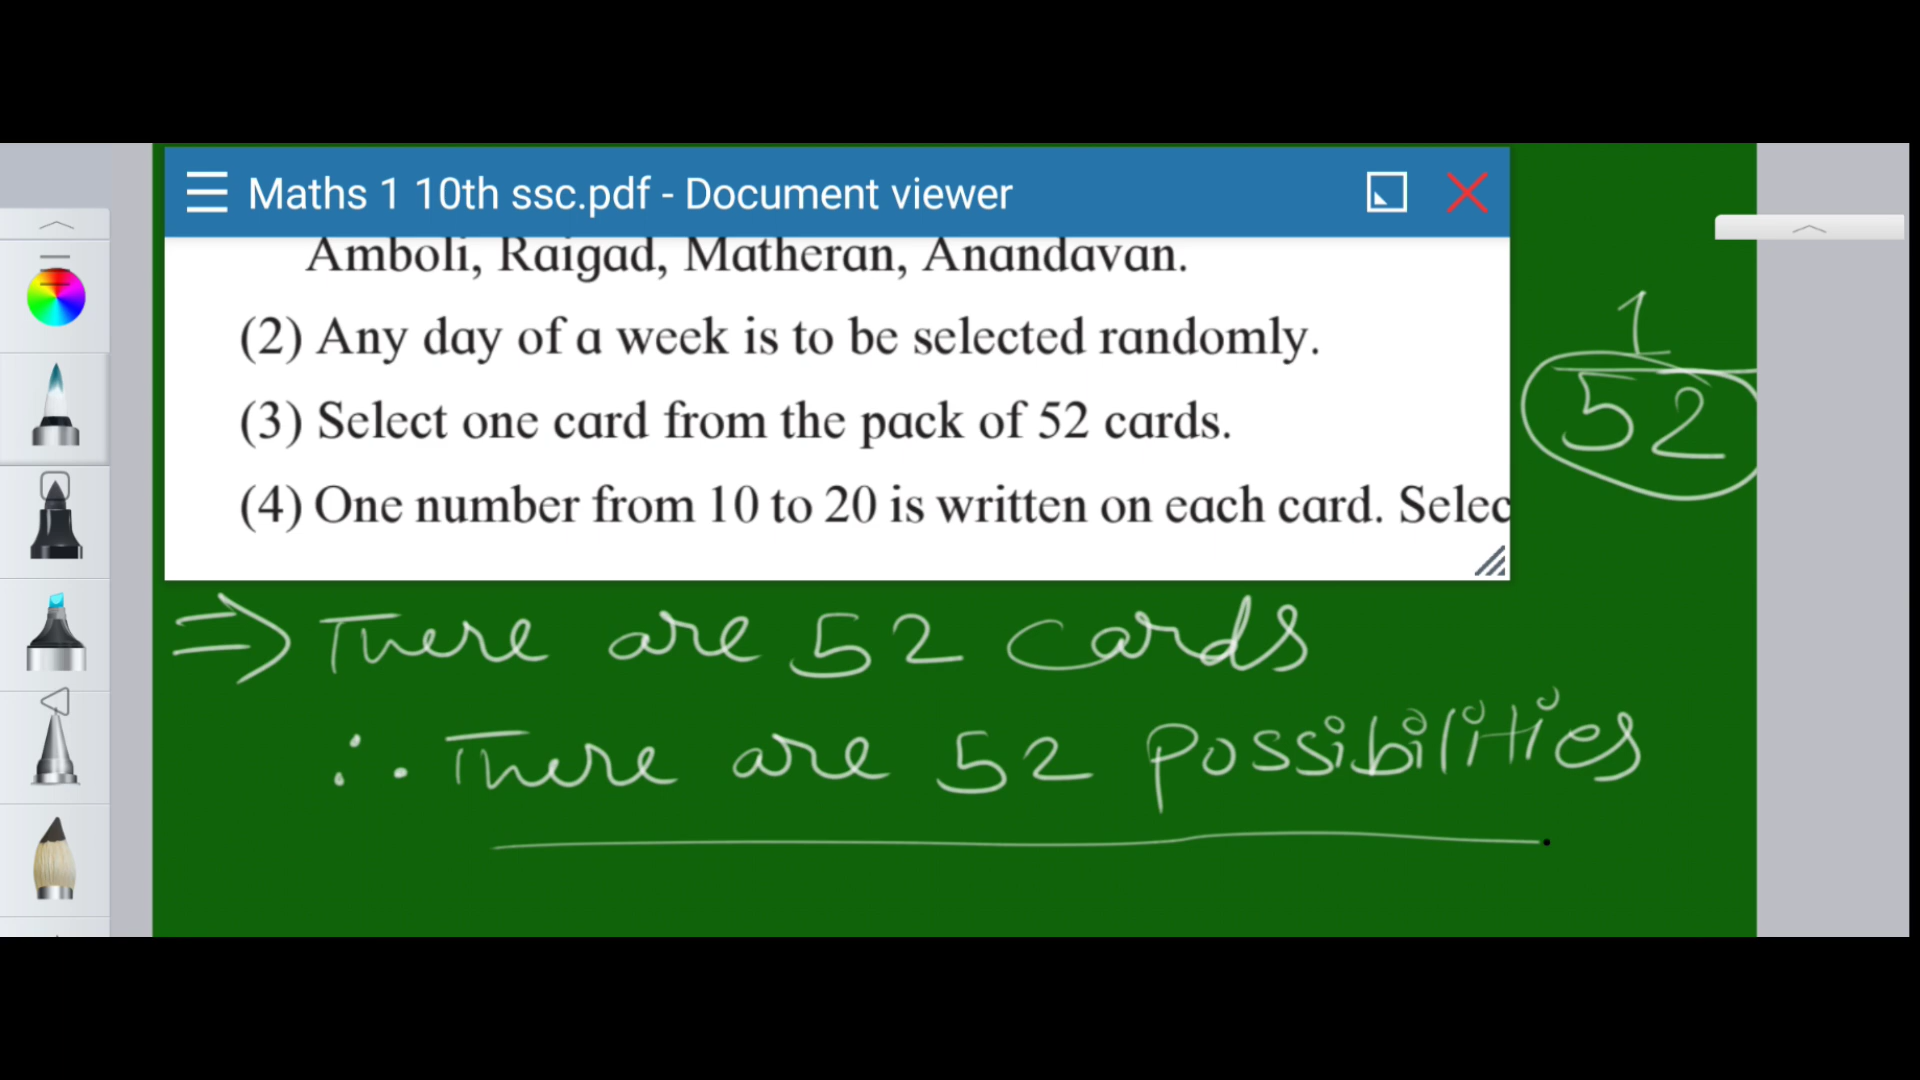 Maths 1 10th ssc.pdf - Document viewer
Amboli, Raigad, Matheran, Anandavan.
(2) Any day of a week is to be selected randomly.
(3) Select one card from the pack of 52 cards.
(4) One number from 10 to 20 is written on each card. Selec
1
52
⇒ There are 52 cards
∴ There are 52 possibilities